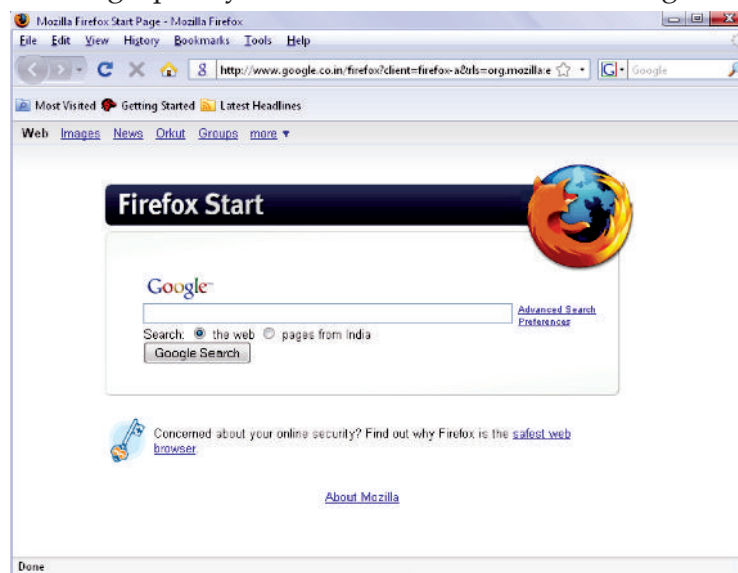 Mozilla Firefox Start Page - Mozilla Firefox
File Edit View History Bookmarks Tools Help
http://www.google.co.in/firefox?client=firefox-a&rls=org.mozilla:e Google
Most Visited Getting Started Latest Headlines
Web Images News Orkut Groups more
Firefox Start
Google
Advanced Search
Preferences
Search: the web pages from India
Google Search
Concerned about your online security? Find out why Firefox is the safest web
browser
About Mozilla
Done